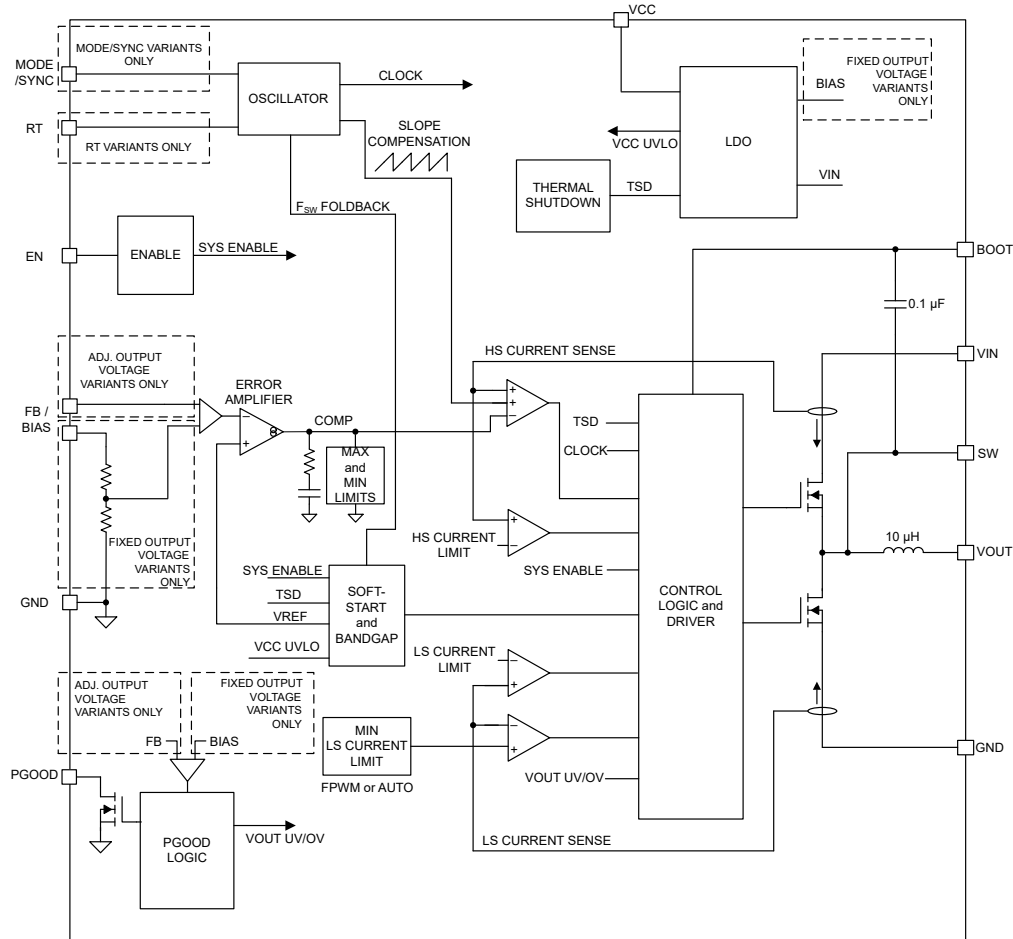 VCC
MODE/SYNC VARIANTS
ONLY
MODE
/SYNC
OSCILLATOR
CLOCK
RT
RT VARIANTS ONLY
SLOPE
COMPENSATION
FSW FOLDBACK
FIXED OUTPUT
VOLTAGE
VARIANTS
ONLY
BIAS
LDO
VCC UVLO
VIN
THERMAL
SHUTDOWN
TSD
EN
ENABLE
SYS ENABLE
BOOT
0.1 µF
VIN
HS CURRENT SENSE
ADJ. OUTPUT
VOLTAGE
VARIANTS ONLY
ERROR
AMPLIFIER
FB /
BIAS
−
+
COMP
+
+
−
MAX
and
MIN
LIMITS
TSD
CLOCK
SW
FIXED OUTPUT
VOLTAGE
VARIANTS
ONLY
+
−
HS CURRENT
LIMIT
10 µH
VOUT
SYS ENABLE
SYS ENABLE
TSD
VREF
VCC UVLO
SOFT-
START
and
BANDGAP
CONTROL
LOGIC and
DRIVER
GND
LS CURRENT
LIMIT
−
+
ADJ. OUTPUT
VOLTAGE
VARIANTS ONLY
FIXED OUTPUT
VOLTAGE
VARIANTS
ONLY
FB
BIAS
MIN
LS CURRENT
LIMIT
−
+
FPWM or AUTO
VOUT UV/OV
GND
PGOOD
PGOOD
LOGIC
VOUT UV/OV
LS CURRENT SENSE